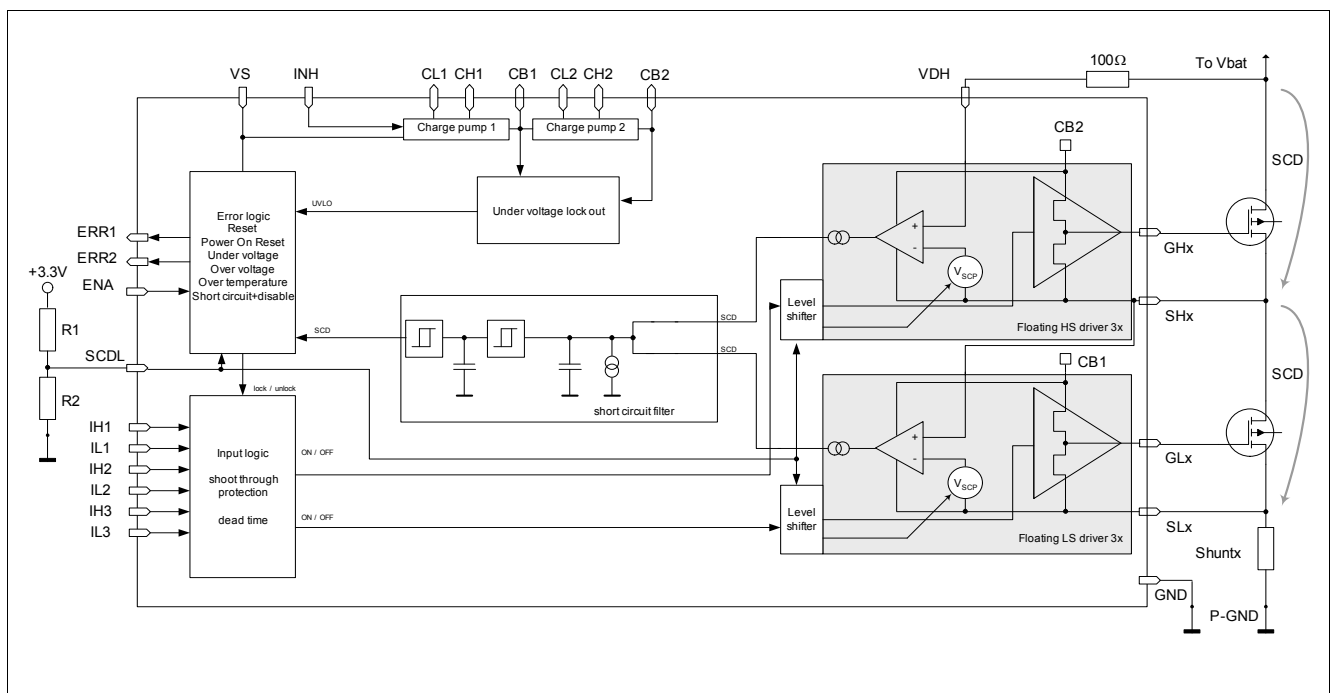 VS
INH
CL1
CH1
CB1
CL2
CH2
CB2
VDH
100Ω
To Vbat
Charge pump 1
Charge pump 2
CB2
SCD
Error logic
Reset
Power On Reset
Under voltage
Over voltage
Over temperature
Short circuit+disable
UVLO
Under voltage lock out
ERR1
ERR2
ENA
+3.3V
R1
SCDL
R2
+
-
VSCP
GHx
Level
shifter
SHx
Floating HS driver 3x
SCD
SCD
SCD
short circuit filter
lock / unlock
CB1
SCD
IH1
IL1
IH2
IL2
IH3
IL3
Input logic
shoot through
protection
dead time
ON / OFF
ON / OFF
+
-
VSCP
GLx
Level
shifter
SLx
Floating LS driver 3x
Shuntx
GND
P-GND